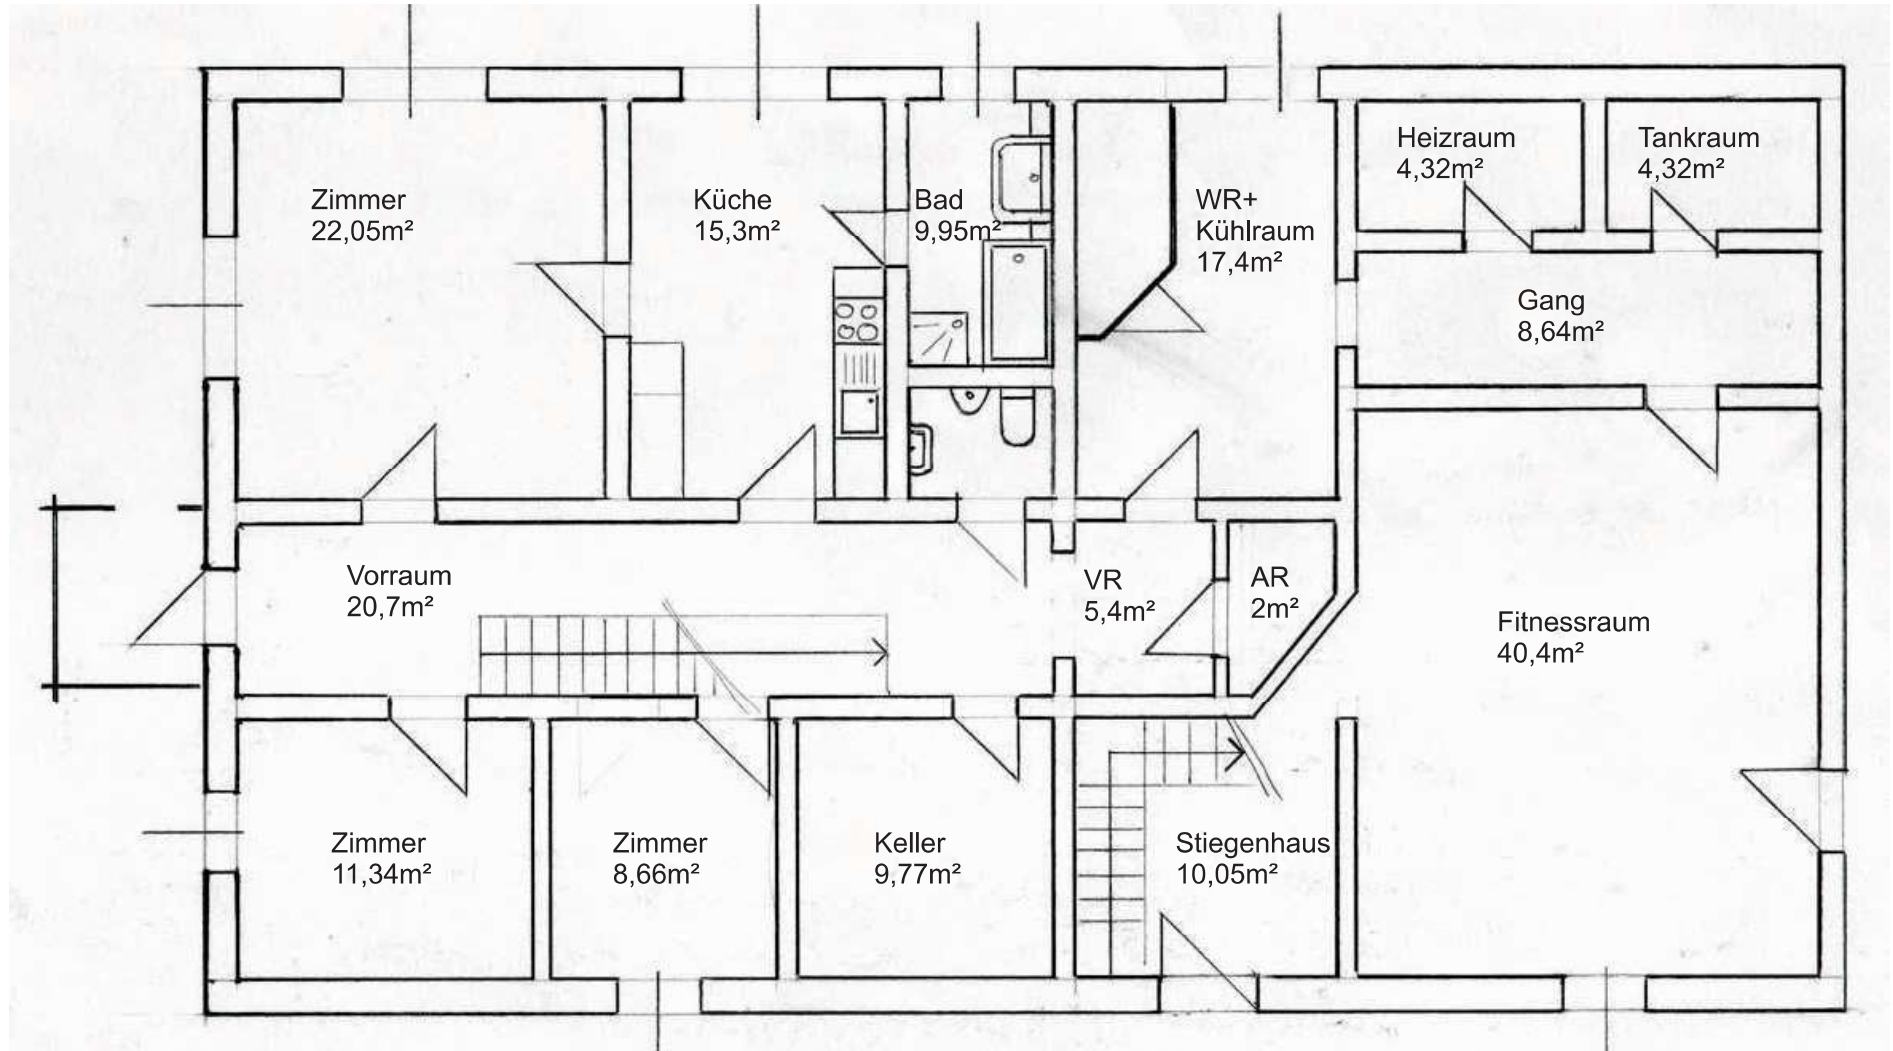 Zimmer
22,05m²
Küche
15,3m²
Bad
9,95m²
WR+
Kühlraum
17,4m²
Heizraum
4,32m²
Tankraum
4,32m²
Gang
8,64m²
Vorraum
20,7m²
VR
5,4m²
AR
2m²
Fitnessraum
40,4m²
Zimmer
11,34m²
Zimmer
8,66m²
Keller
9,77m²
Stiegenhaus
10,05m²